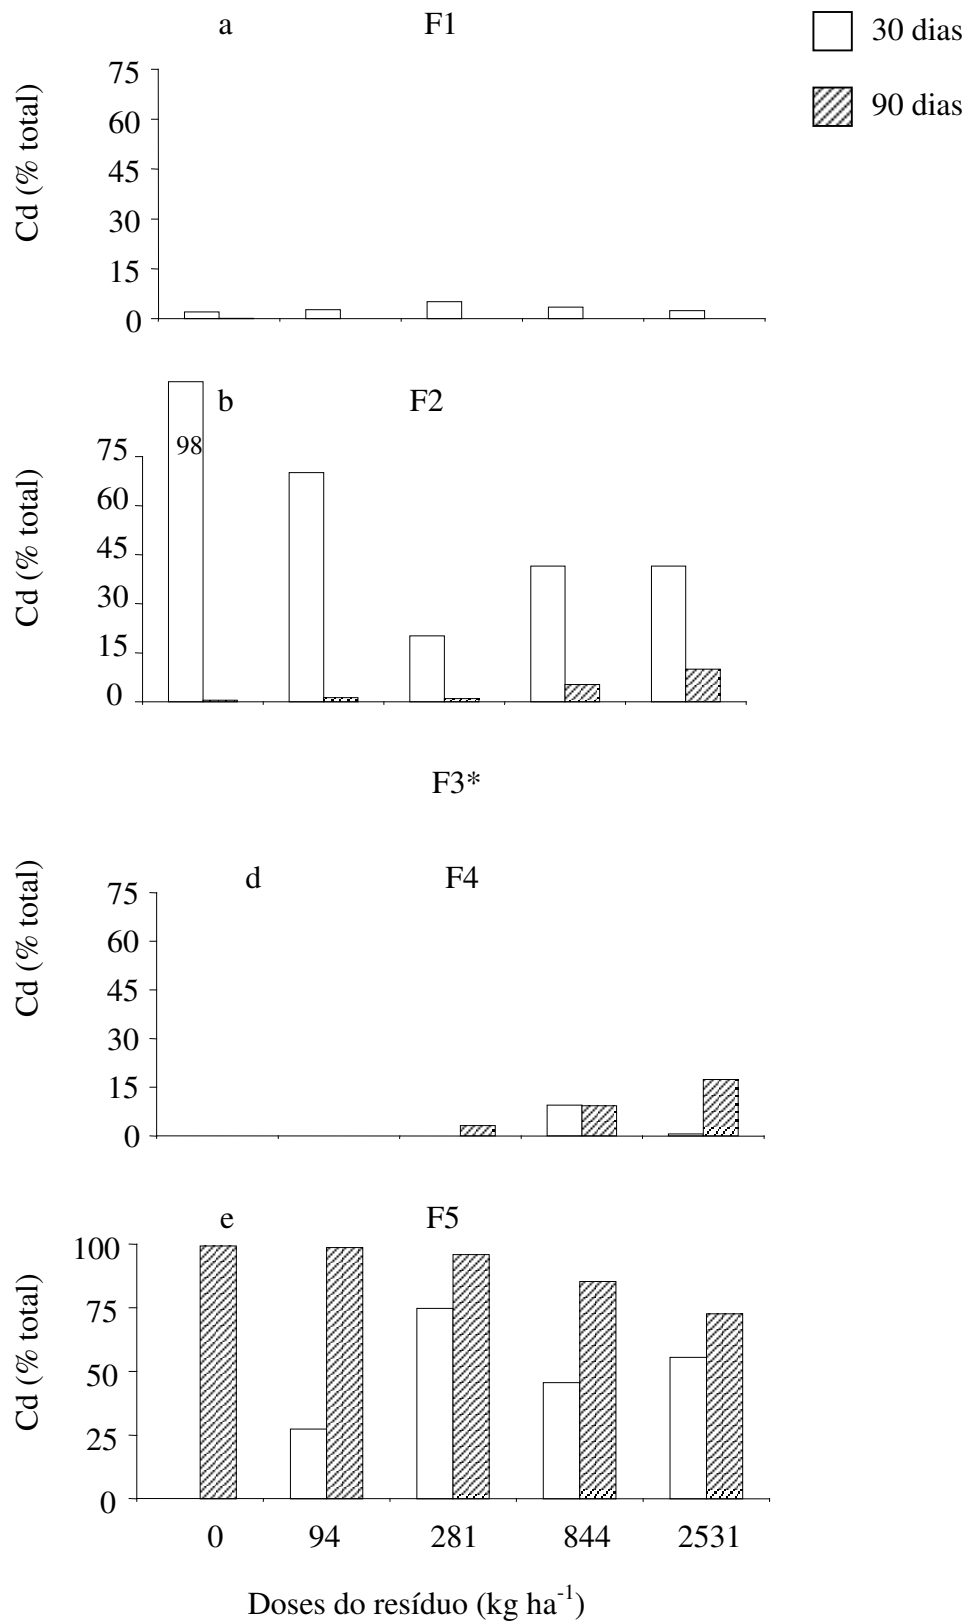 a F1
30 dias
90 dias
Cd (% total)
75
60
45
30
15
0
b F2
98
Cd (% total)
75
60
45
30
15
0
F3*
d F4
Cd (% total)
75
60
45
30
15
0
e F5
Cd (% total)
100
75
50
25
0
0 94 281 844 2531
Doses do resíduo (kg ha⁻¹)